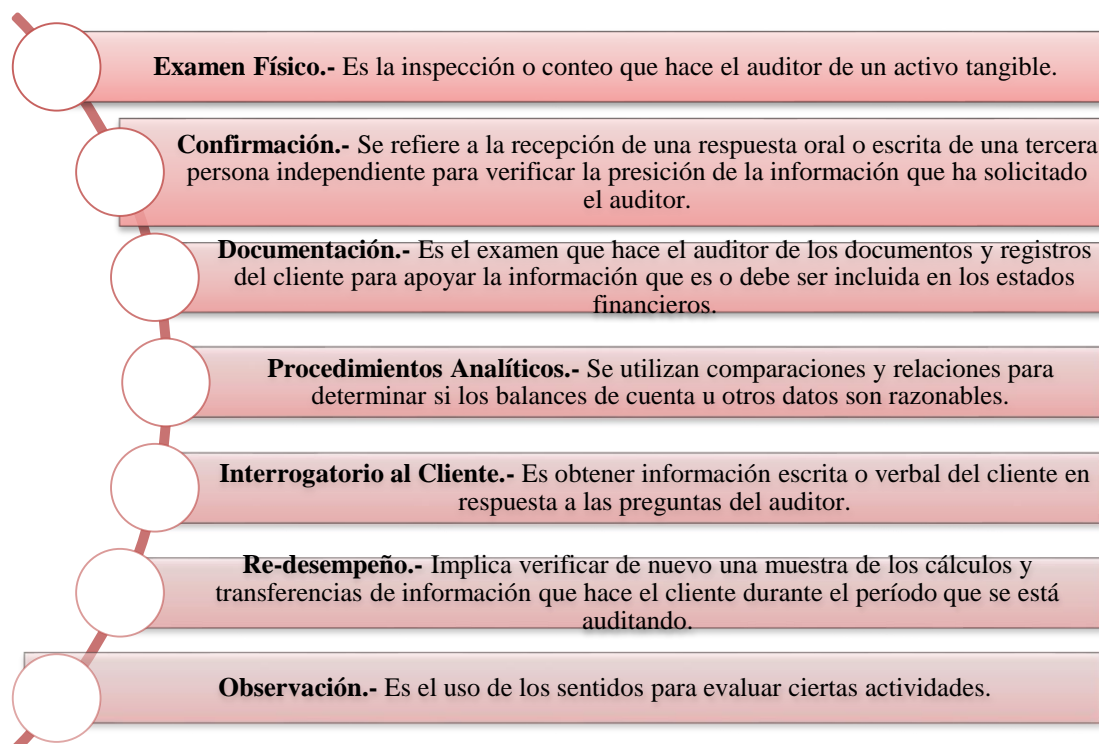 Examen Físico.- Es la inspección o conteo que hace el auditor de un activo tangible.
Confirmación.- Se refiere a la recepción de una respuesta oral o escrita de una tercera
persona independiente para verificar la presición de la información que ha solicitado
el auditor.
Documentación.- Es el examen que hace el auditor de los documentos y registros
del cliente para apoyar la información que es o debe ser incluida en los estados
financieros.
Procedimientos Analíticos.- Se utilizan comparaciones y relaciones para
determinar si los balances de cuenta u otros datos son razonables.
Interrogatorio al Cliente.- Es obtener información escrita o verbal del cliente en
respuesta a las preguntas del auditor.
Re-desempeño.- Implica verificar de nuevo una muestra de los cálculos y
transferencias de información que hace el cliente durante el período que se está
auditando.
Observación.- Es el uso de los sentidos para evaluar ciertas actividades.